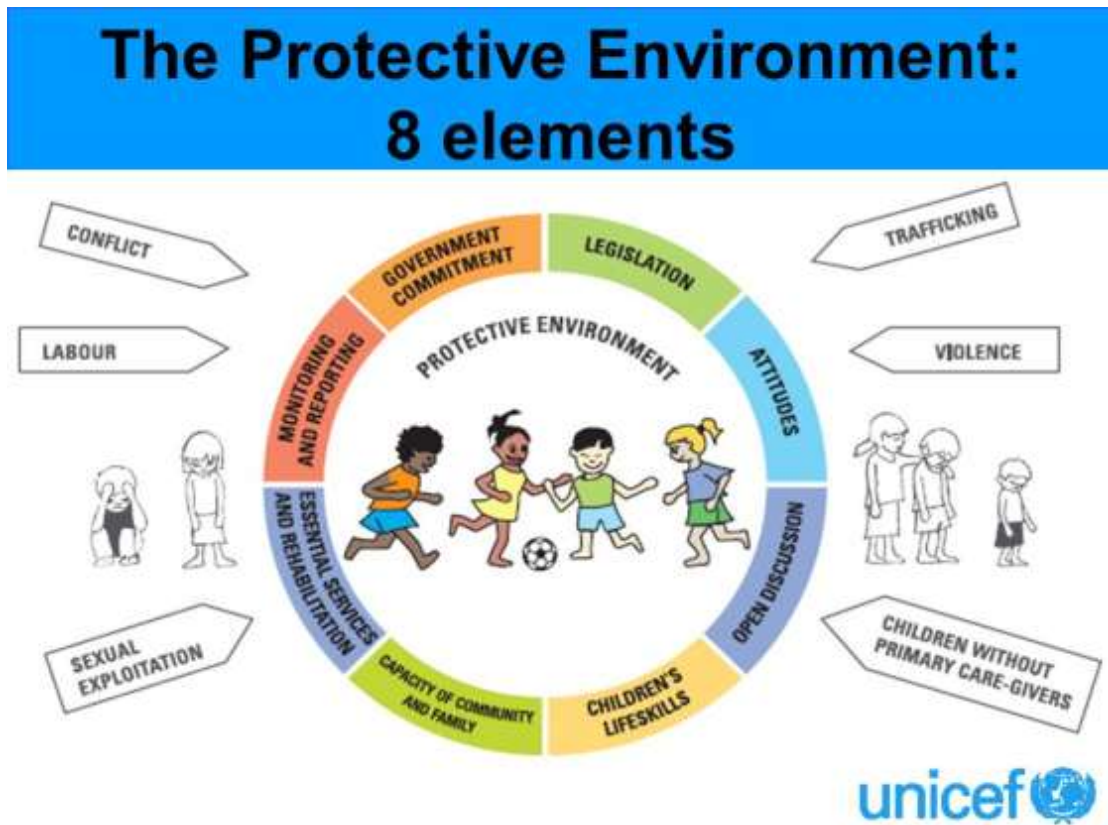 The Protective Environment:
8 elements
CONFLICT
LABOUR
SEXUAL
EXPLOITATION
GOVERNMENT
COMMITMENT
LEGISLATION
ATTITUDES
OPEN DISCUSSION
CHILDREN'S
LIFESKILLS
CAPACITY OF COMMUNITY
AND FAMILY
ESSENTIAL SERVICES
AND REHABILITATION
MONITORING
AND REPORTING
PROTECTIVE ENVIRONMENT
TRAFFICKING
VIOLENCE
CHILDREN WITHOUT
PRIMARY CARE-GIVERS
unicef